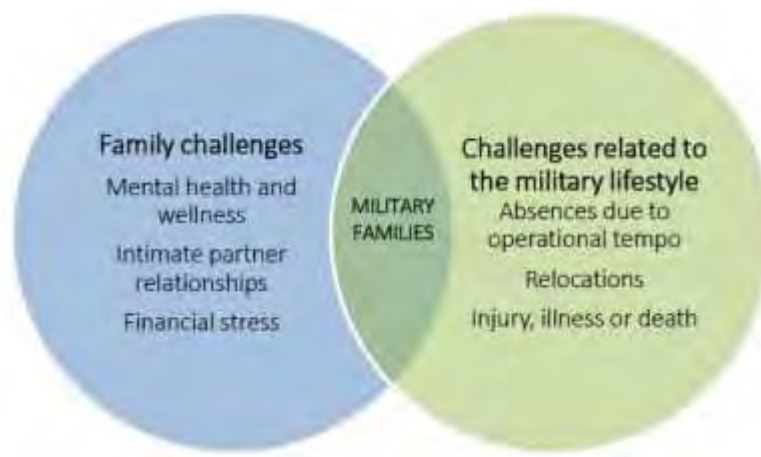 Family challenges
Mental health and
wellness
Intimate partner
relationships
Financial stress
MILITARY
FAMILIES
Challenges related to
the military lifestyle
Absences due to
operational tempo
Relocations
Injury, illness or death